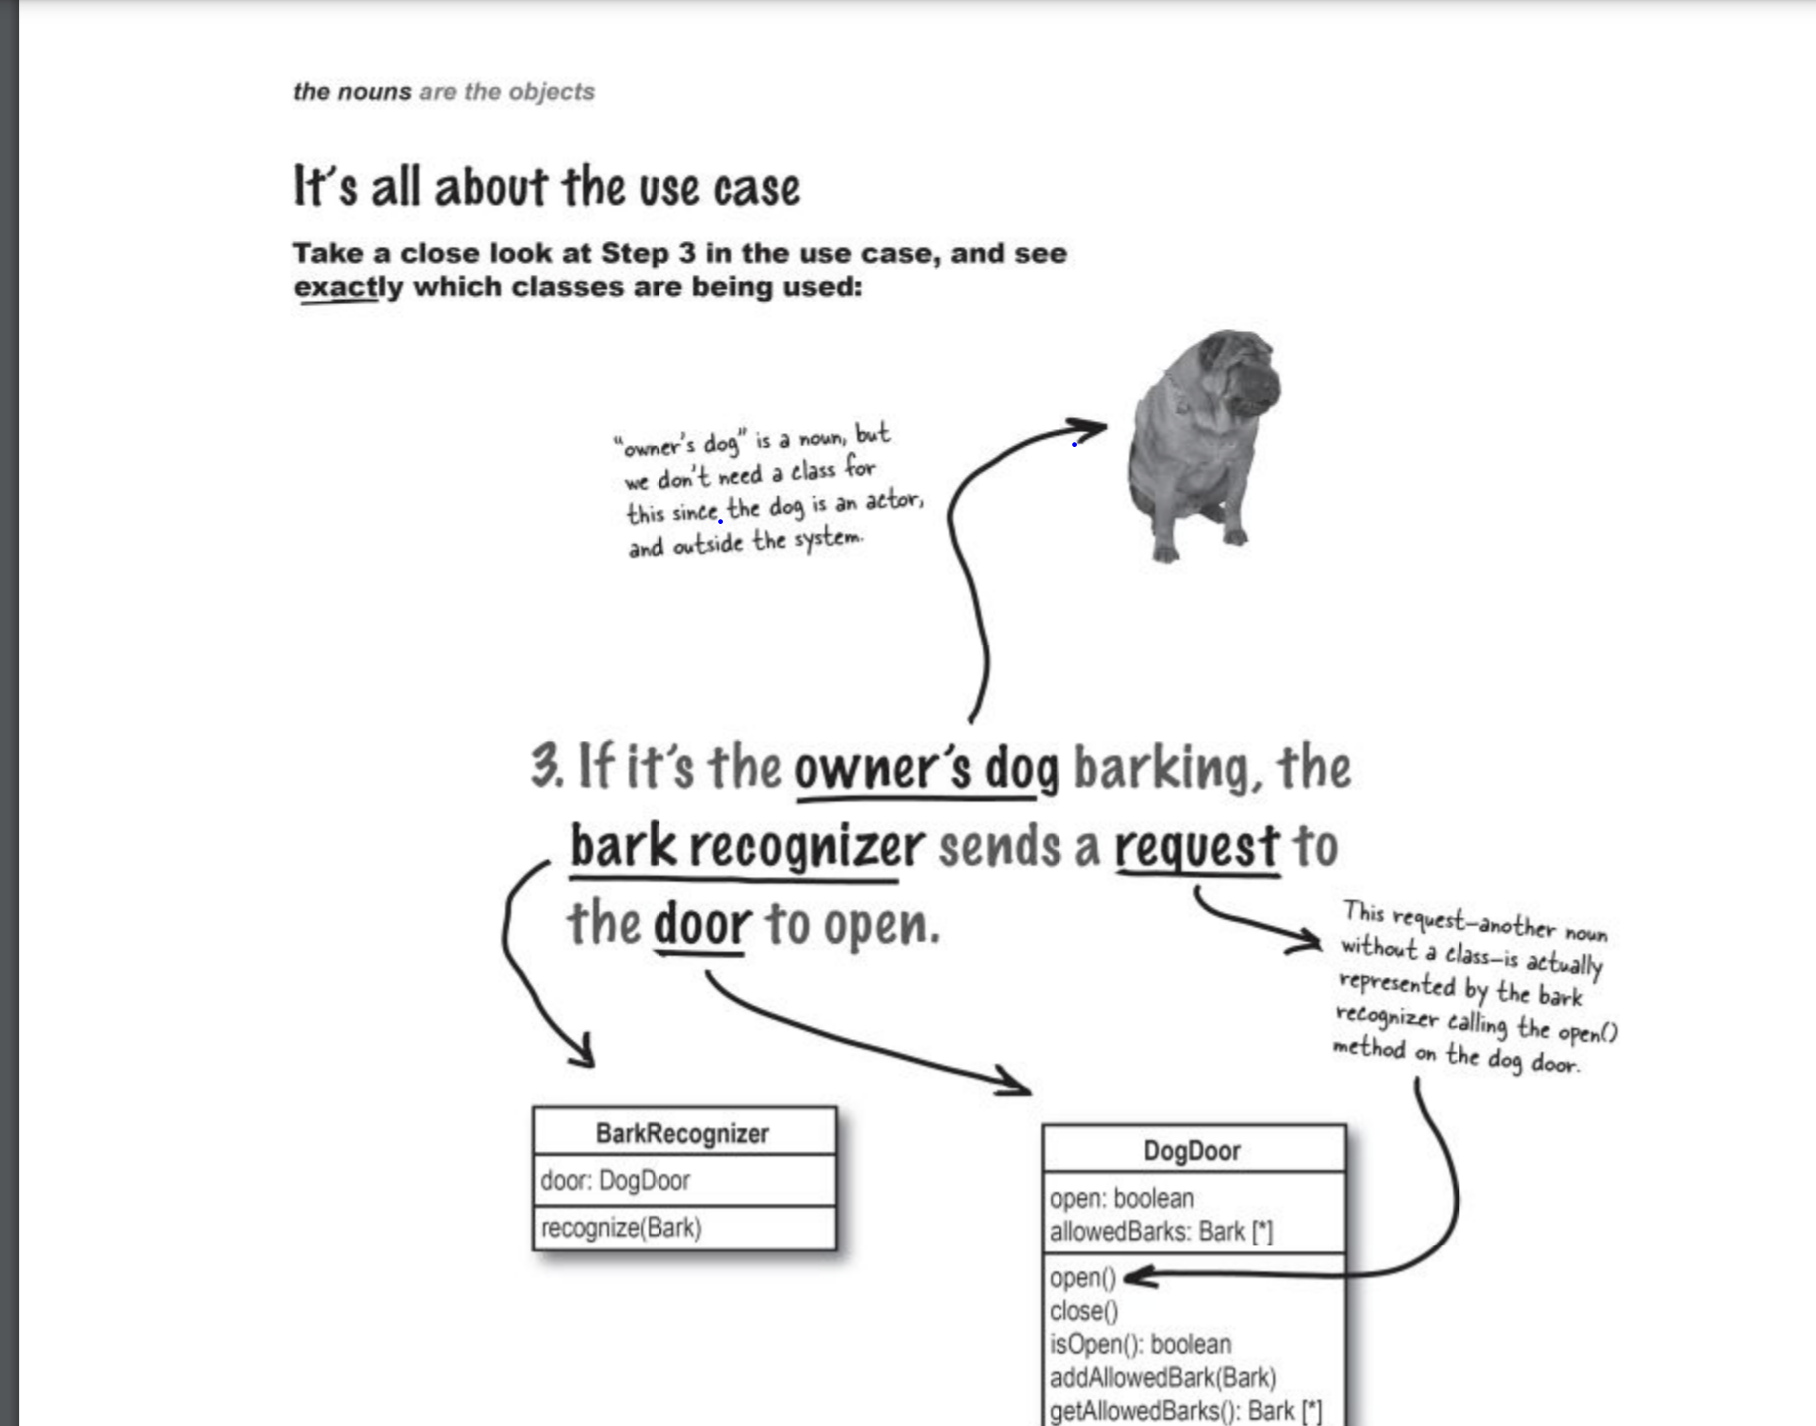 the nouns are the objects
It's all about the use case
Take a close look at Step 3 in the use case, and see
exactly which classes are being used:
"owner's dog" is a noun, but
we don't need a class for
this since the dog is an actor,
and outside the system.
3. If it's the owner's dog barking, the
bark recognizer sends a request to
the door to open.
This request—another noun
without a class—is actually
represented by the bark
recognizer calling the open()
method on the dog door.
BarkRecognizer
door: DogDoor
recognize(Bark)
DogDoor
open: boolean
allowedBarks: Bark [*]
open()
close()
isOpen(): boolean
addAllowedBark(Bark)
getAllowedBarks(): Bark [*]